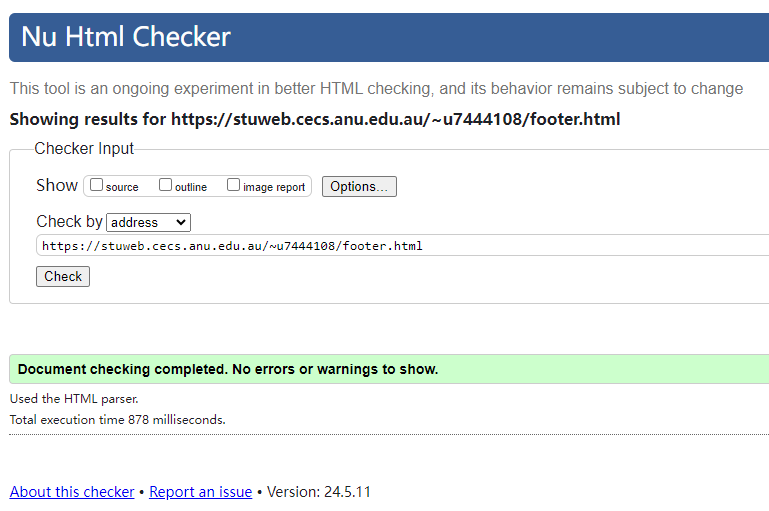 Nu Html Checker
This tool is an ongoing experiment in better HTML checking, and its behavior remains subject to change
Showing results for https://stuweb.cecs.anu.edu.au/~u7444108/footer.html
Checker Input
Show source outline image report Options...
Check by address
https://stuweb.cecs.anu.edu.au/~u7444108/footer.html
Check
Document checking completed. No errors or warnings to show.
Used the HTML parser.
Total execution time 878 milliseconds.
About this checker • Report an issue • Version: 24.5.11